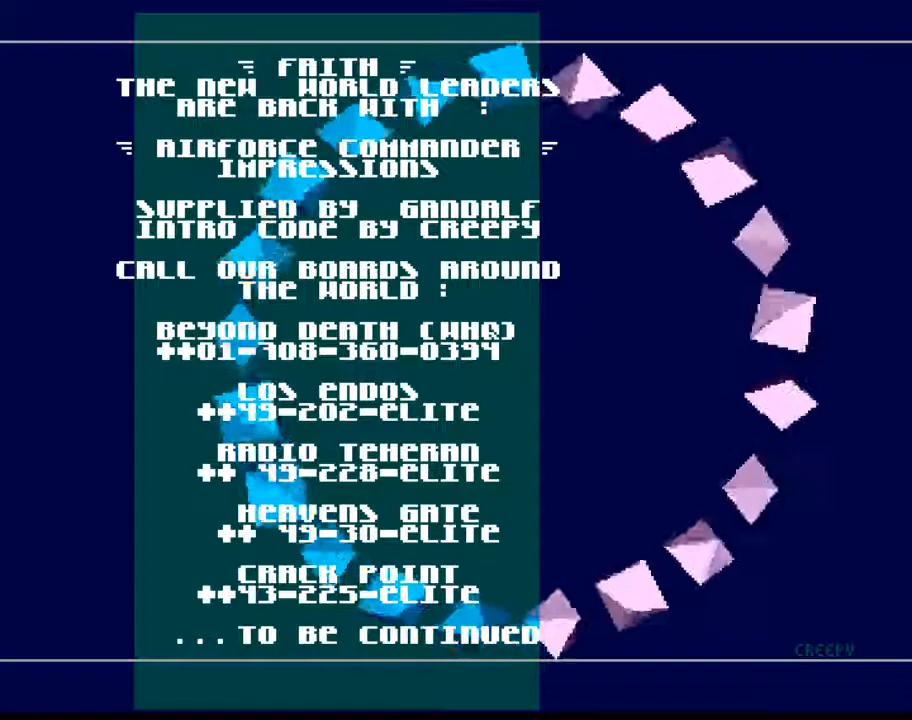 FAITH
THE NEW WORLD LEADERS
ARE BACK WITH :
AIRFORCE COMMANDER
IMPRESSIONS
SUPPLIED BY GANDALF
INTRO CODE BY CREEPY
CALL OUR BOARDS AROUND
THE WORLD :
BEYOND DEATH (WHQ)
++01-908-360-0394
LOS ENDOS
++49-202-ELITE
RADIO TEHERAN
++ 49-228-ELITE
HEAVENS GATE
++ 49-30-ELITE
CRACK POINT
++43-225-ELITE
...TO BE CONTINUED
CREEPY